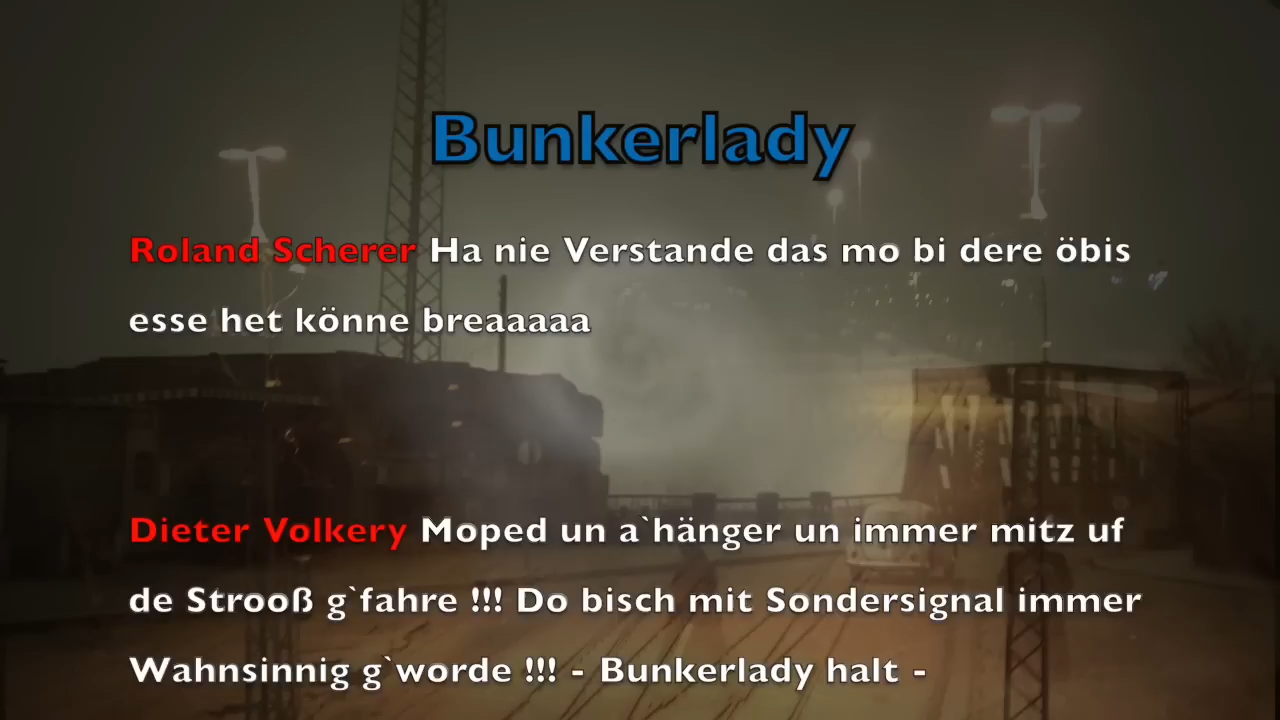 Bunkerlady
Roland Scherer Ha nie Verstande das mo bi dere öbis
esse het könne breaaaaa
Dieter Volkery Moped un a`hänger un immer mitz uf
de Strooß g`fahre !!! Do bisch mit Sondersignal immer
Wahnsinnig g`worde !!! - Bunkerlady halt -